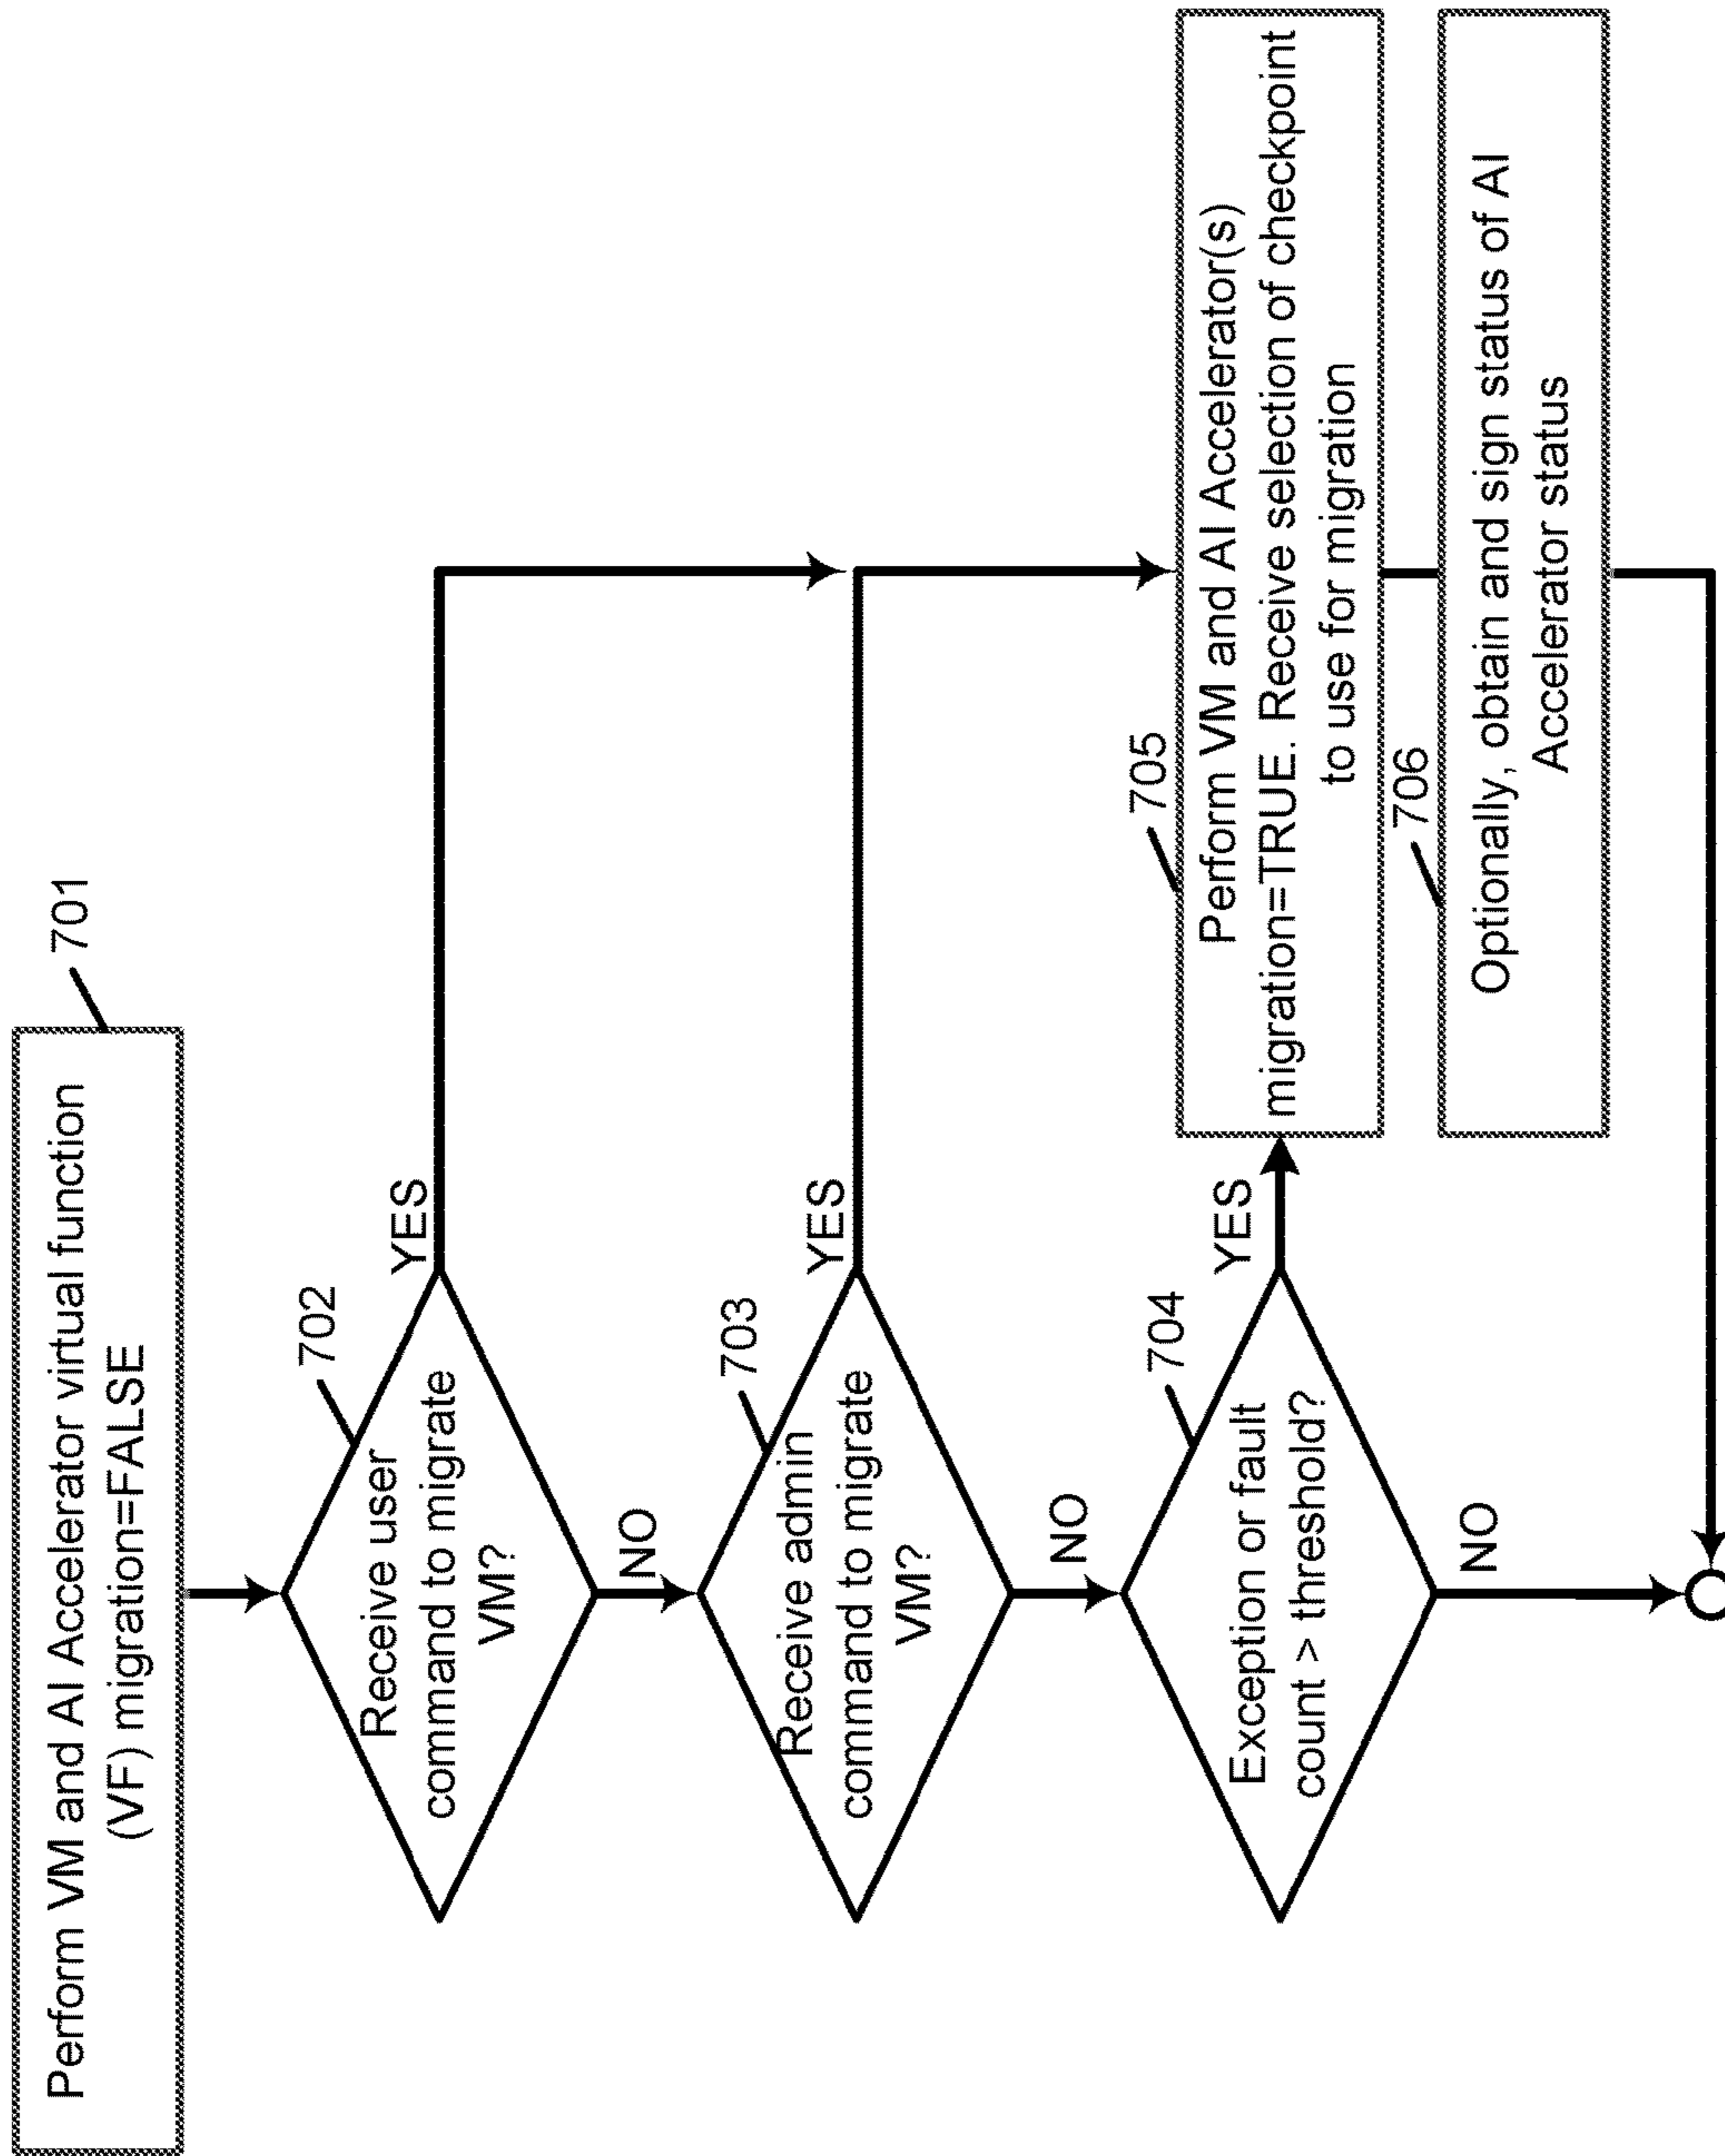 Perform VM and AI Accelerator virtual function
(VF) migration=FALSE
701
Receive user
command to migrate
VM?
702
YES
NO
Receive admin
command to migrate
VM?
703
YES
NO
Exception or fault
count > threshold?
704
YES
NO
705
Perform VM and AI Accelerator(s)
migration=TRUE. Receive selection of checkpoint
to use for migration
706
Optionally, obtain and sign status of AI
Accelerator status